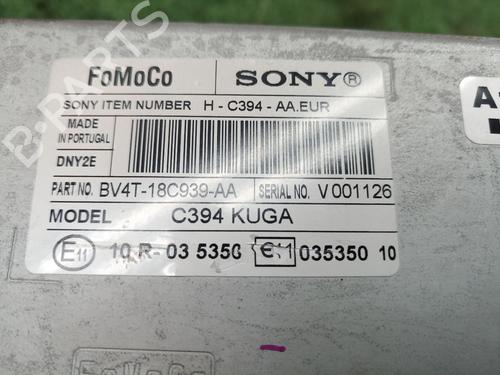 FoMoCo SONY®
SONY ITEM NUMBER H - C394 - AA.EUR
MADE
IN PORTUGAL
DNY2E
PART NO. BV4T-18C939-AA SERIAL NO. V 001126
MODEL C394 KUGA
E11 10 R- 03 5350 e11 035350 10
FoMoCo
B-PARTS